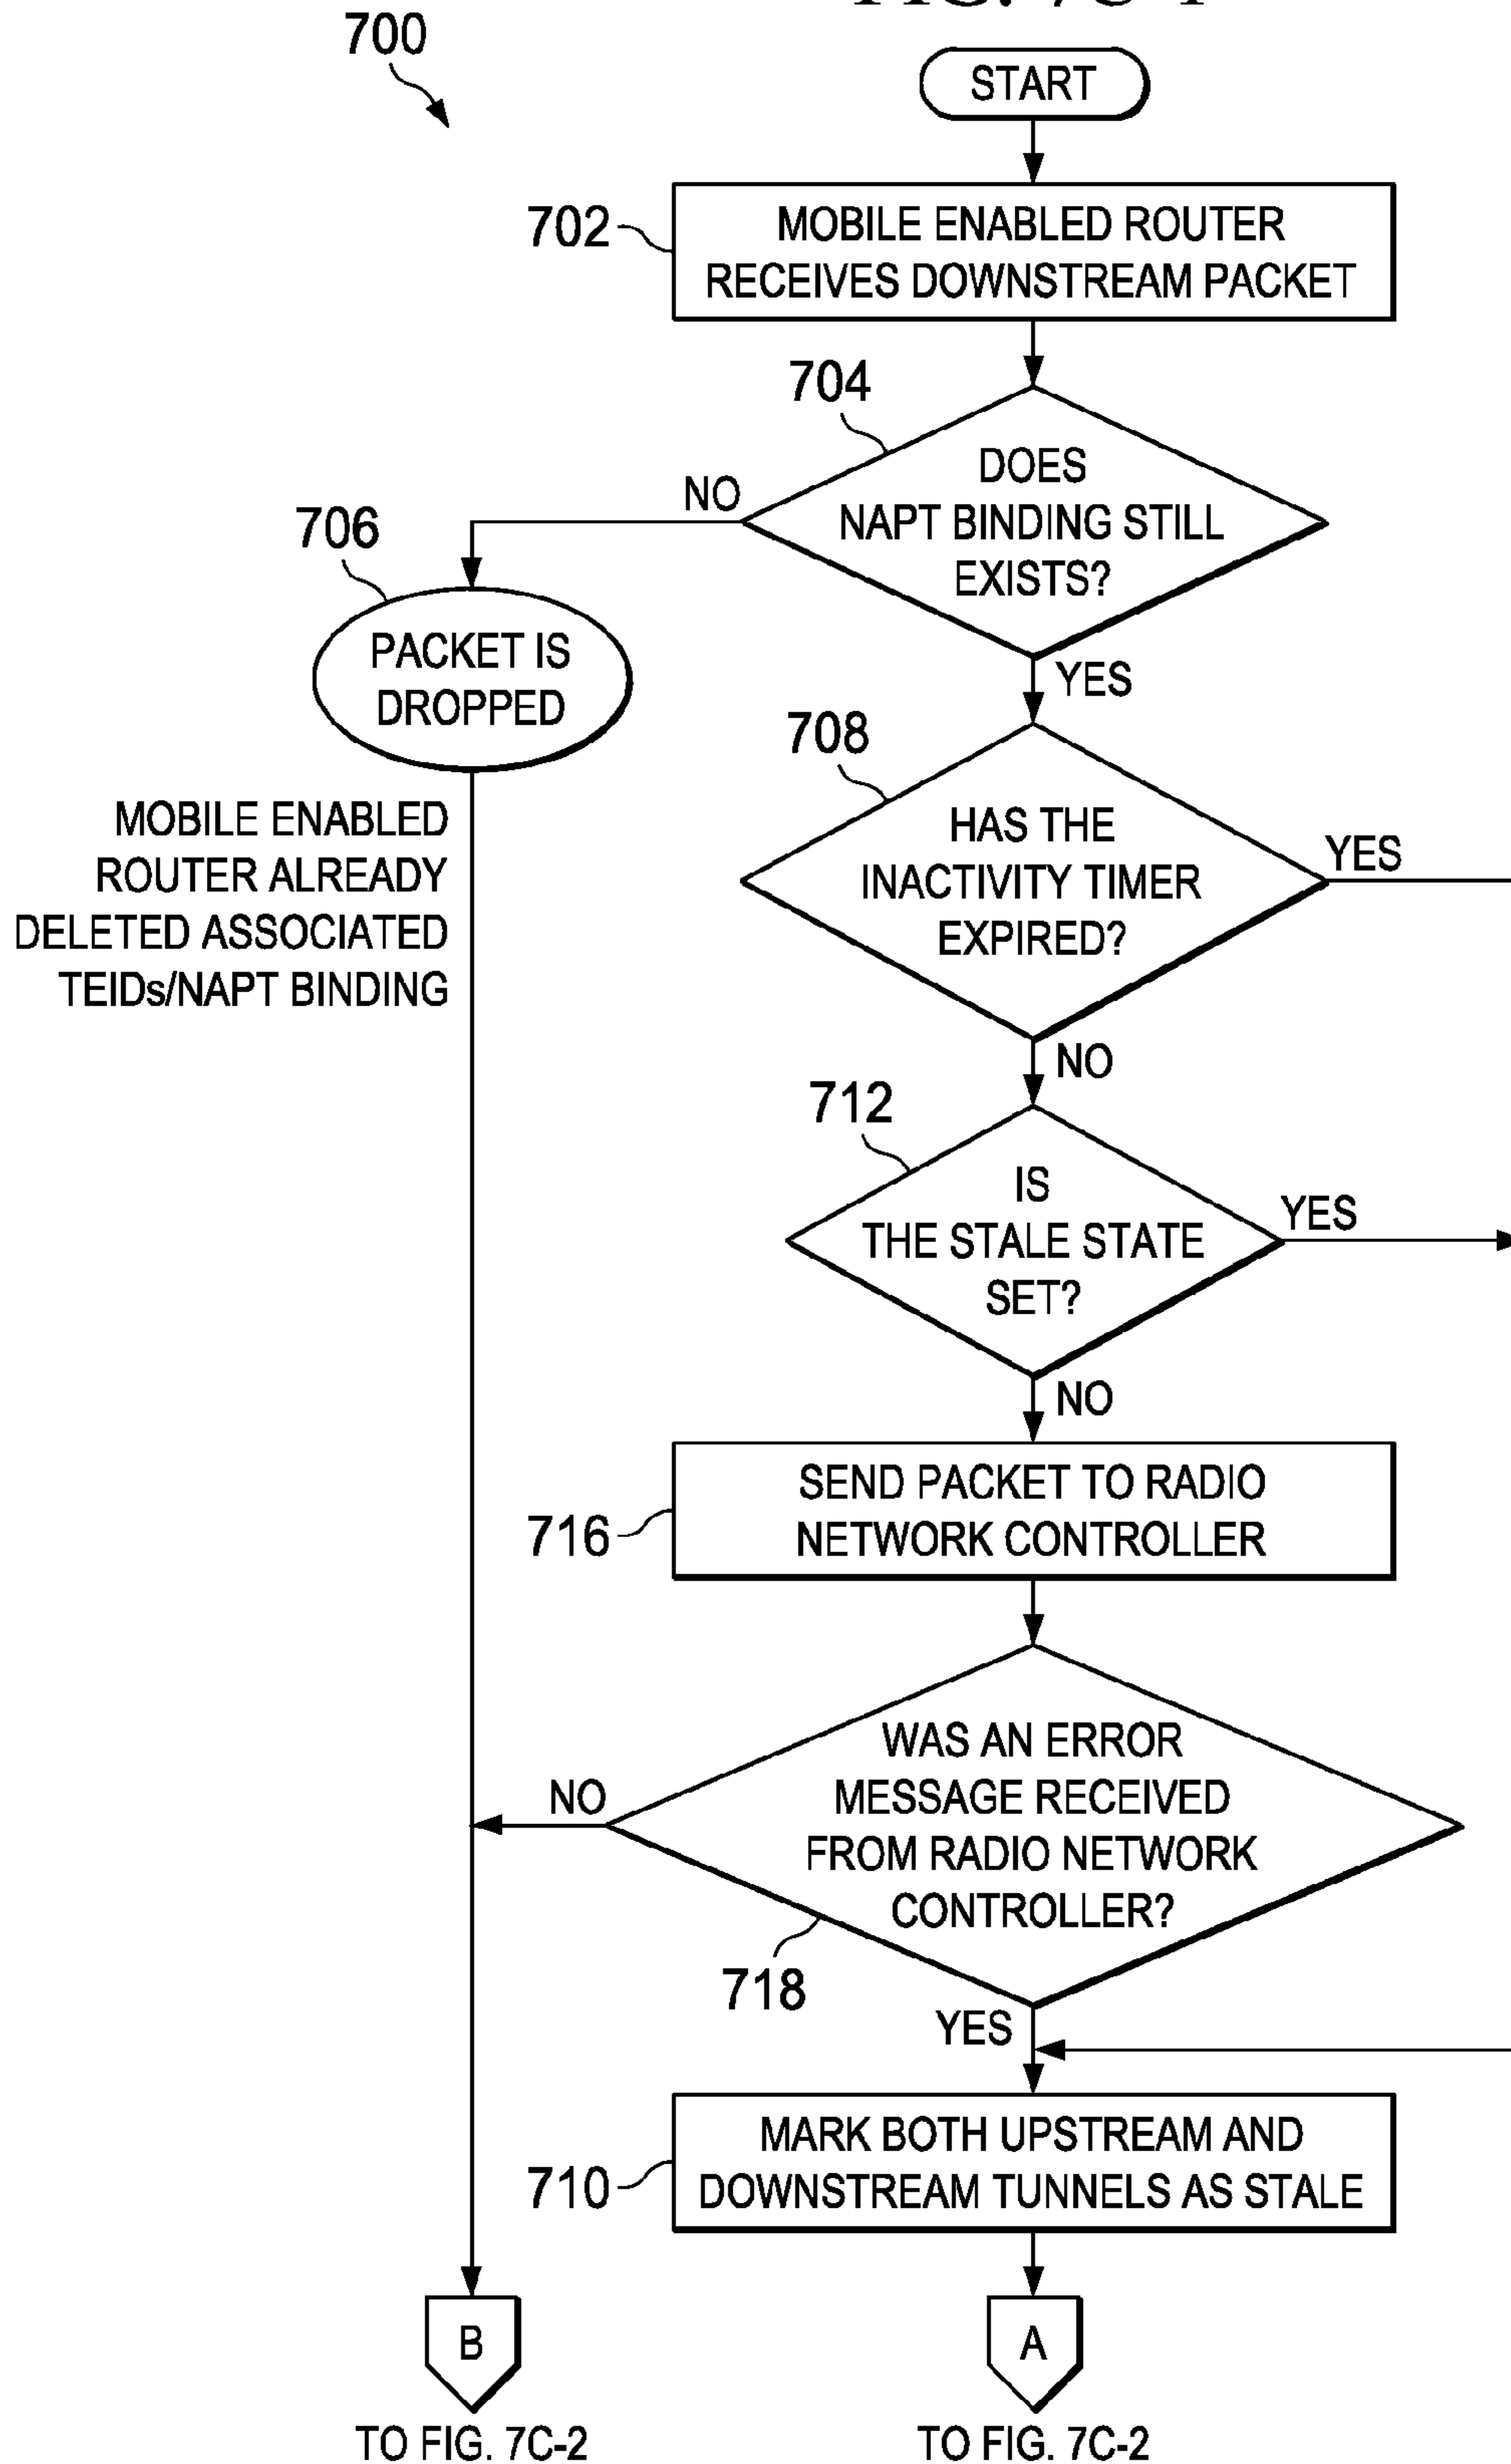 700
START
702
MOBILE ENABLED ROUTER
RECEIVES DOWNSTREAM PACKET
704
DOES
NAPT BINDING STILL
EXISTS?
NO
YES
706
PACKET IS
DROPPED
MOBILE ENABLED
ROUTER ALREADY
DELETED ASSOCIATED
TEIDs/NAPT BINDING
708
HAS THE
INACTIVITY TIMER
EXPIRED?
YES
NO
712
IS
THE STALE STATE
SET?
YES
NO
716
SEND PACKET TO RADIO
NETWORK CONTROLLER
WAS AN ERROR
MESSAGE RECEIVED
FROM RADIO NETWORK
CONTROLLER?
NO
718
YES
710
MARK BOTH UPSTREAM AND
DOWNSTREAM TUNNELS AS STALE
B
TO FIG. 7C-2
A
TO FIG. 7C-2